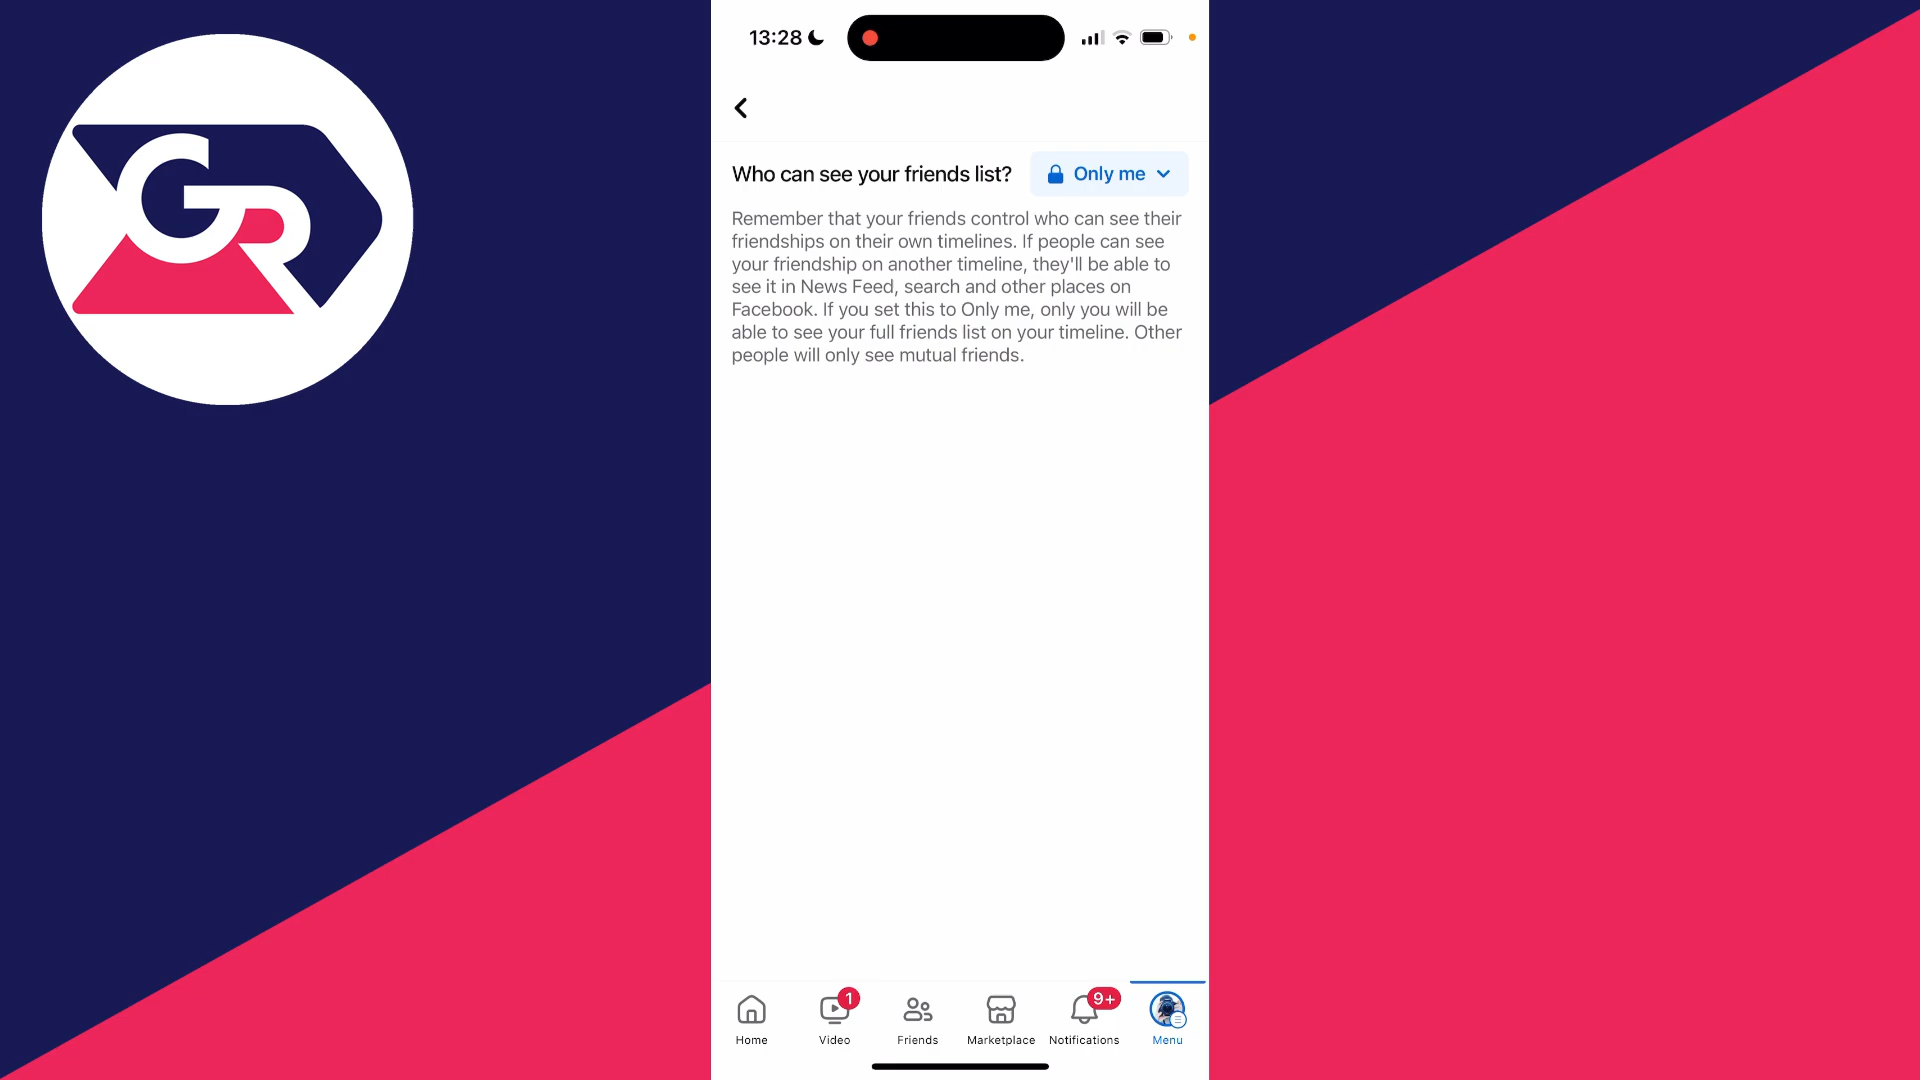 GR
13:28
Who can see your friends list?
Only me
Remember that your friends control who can see their
friendships on their own timelines. If people can see
your friendship on another timeline, they'll be able to
see it in News Feed, search and other places on
Facebook. If you set this to Only me, only you will be
able to see your full friends list on your timeline. Other
people will only see mutual friends.
1
9+
Home
Video
Friends
Marketplace
Notifications
Menu